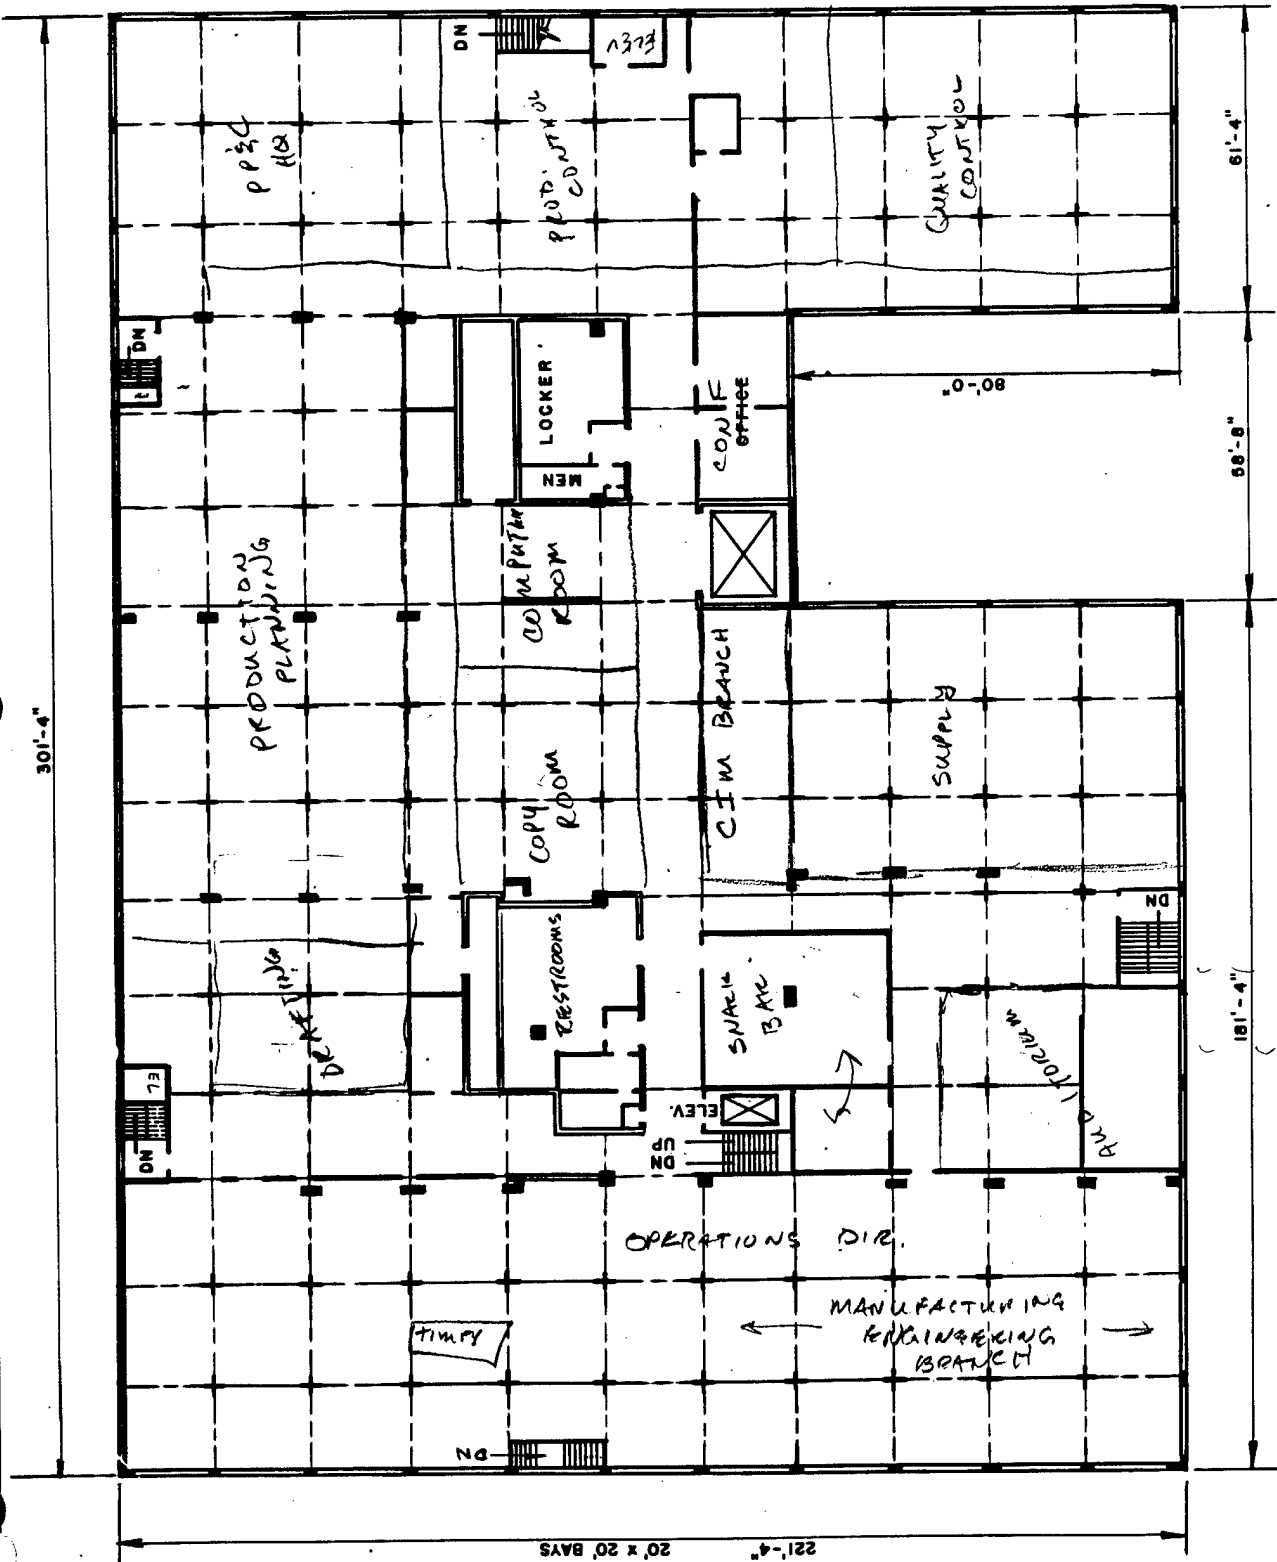 301'-4"
DN
ELEV
PP&C
HQ
PROD.
CONTROL
QUALITY
CONTROL
61'-4"
DN
LOCKER
MEN
CONF
OFFICE
80'-0"
58'-8"
PRODUCTION
PLANNING
COMPUTER
ROOM
COPY
ROOM
CIM BRANCH
SUPPLY
DRAFTING
RESTROOMS
SNACK
BAR
AUDITORIUM
DN
181'-4"
EL
DN
ELEV.
UP
DN
OPERATIONS DIR.
MANUFACTURING
ENGINEERING
BRANCH
DN
221'-4"
20' X 20' BAYS